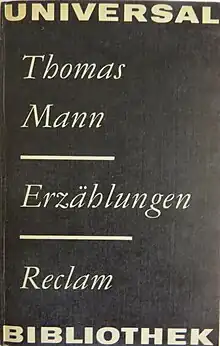 UNIVERSAL
Thomas
Mann
Erzählungen
Reclam
BIBLIOTHEK